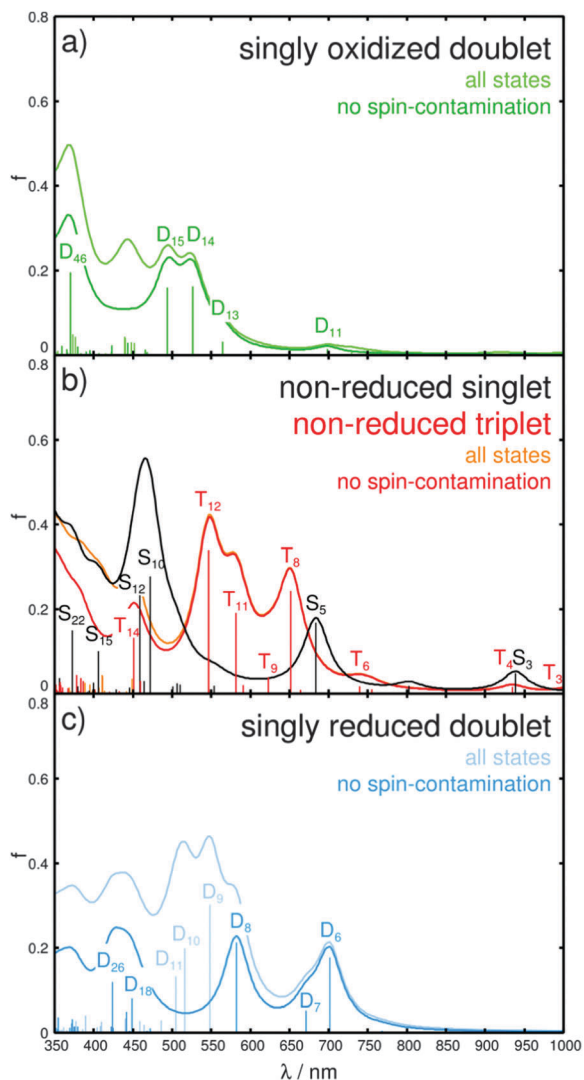 0.8
a)
singly oxidized doublet
all states
no spin-contamination
0.6
f
0.4
D46
D15
D14
0.2
D13
D11
0
0.8
b)
non-reduced singlet
non-reduced triplet
all states
no spin-contamination
0.6
f
0.4
T12
S10
S12
T8
0.2
S22
S15
T14
T11
S5
T9
T6
T4
S3
T3
0
c)
singly reduced doublet
all states
no spin-contamination
0.8
0.6
f
0.4
D9
D10
D8
D6
0.2
D11
D26
D18
D7
0
350 400 450 500 550 600 650 700 750 800 850 900 950 1000
λ / nm